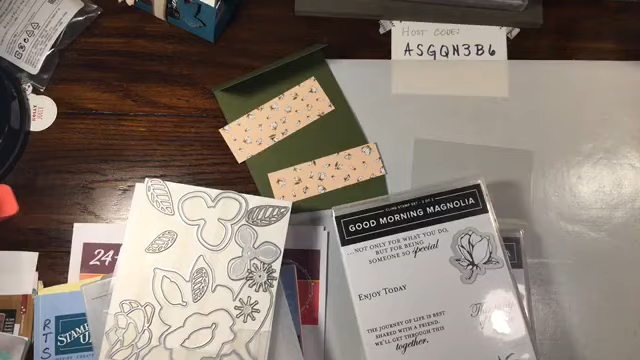 HOST CODE:
ASGQN3B6
CLING STAMP SET
GOOD MORNING MAGNOLIA
...NOT ONLY FOR WHAT YOU DO,
BUT FOR BEING
SOMEONE SO special
ENJOY TODAY
THE JOURNEY OF LIFE IS BEST
SHARED WITH A FRIEND.
WE'LL GET THROUGH THIS
together.
24
RTS
STAMP